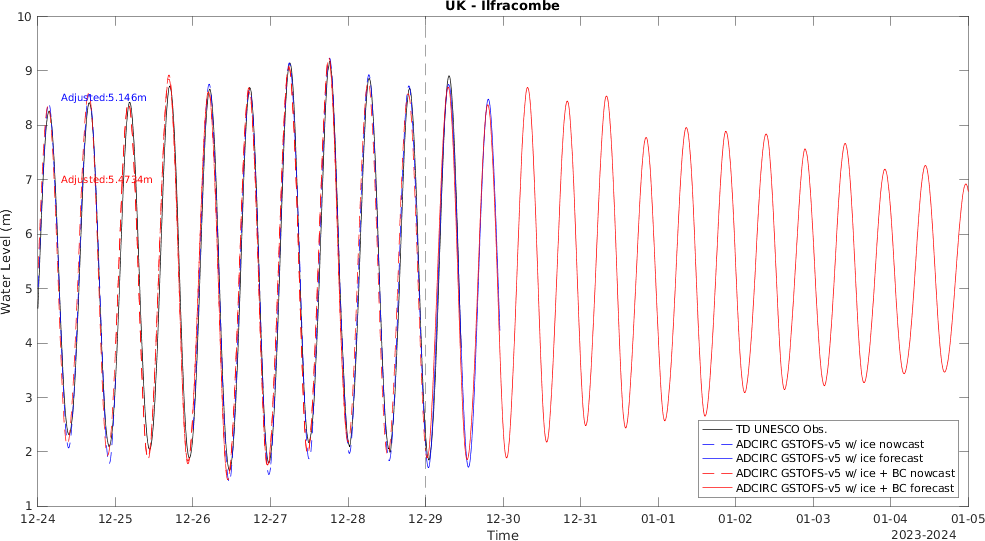 UK - Ilfracombe
10
9
8
7
6
5
4
3
2
1
Water Level (m)
Adjusted:5.146m
Adjusted:5.4734m
TD UNESCO Obs.
ADCIRC GSTOFS-v5 w/ ice nowcast
ADCIRC GSTOFS-v5 w/ ice forecast
ADCIRC GSTOFS-v5 w/ ice + BC nowcast
ADCIRC GSTOFS-v5 w/ ice + BC forecast
12-24 12-25 12-26 12-27 12-28 12-29 12-30 12-31 01-01 01-02 01-03 01-04 01-05
Time
2023-2024